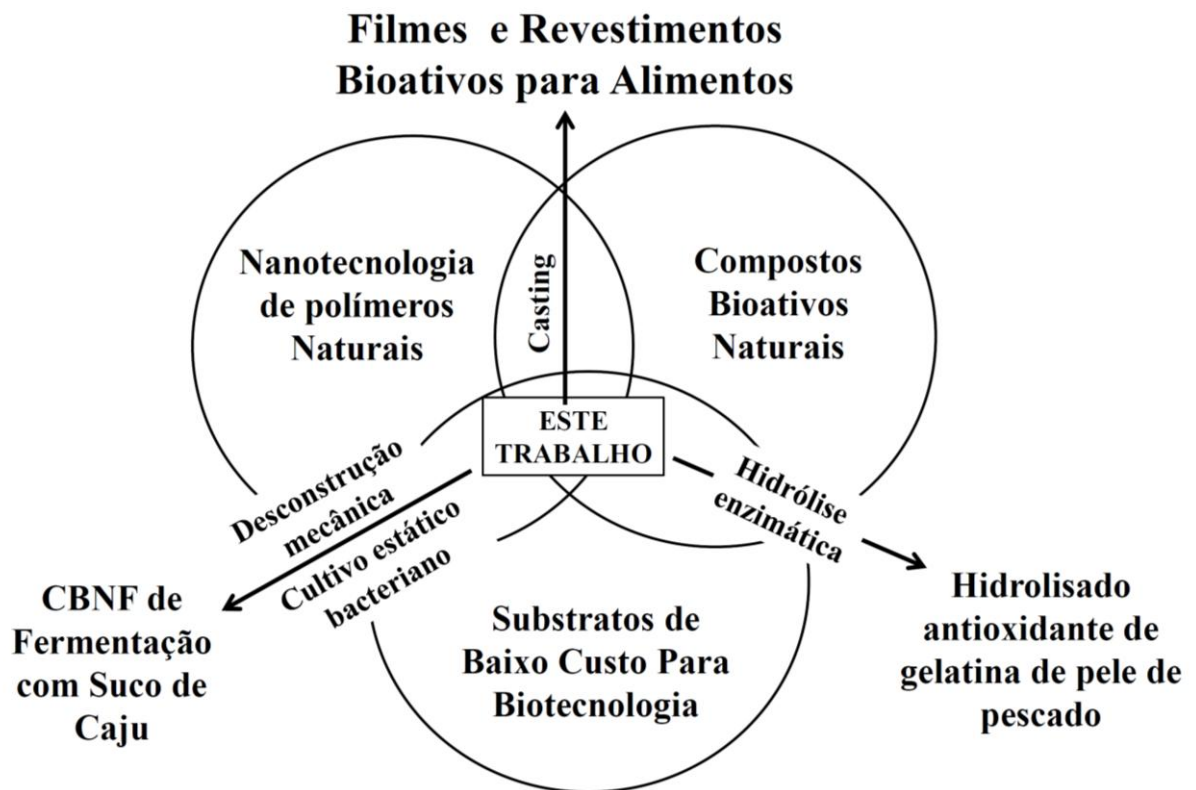 Filmes e Revestimentos
Bioativos para Alimentos
Nanotecnologia
de polímeros
Naturais
Casting
Compostos
Bioativos
Naturais
ESTE
TRABALHO
Desconstrução
mecânica
Cultivo estático
bacteriano
Hidrólise
enzimática
CBNF de
Fermentação
com Suco de
Caju
Substratos de
Baixo Custo Para
Biotecnologia
Hidrolisado
antioxidante de
gelatina de pele de
pescado